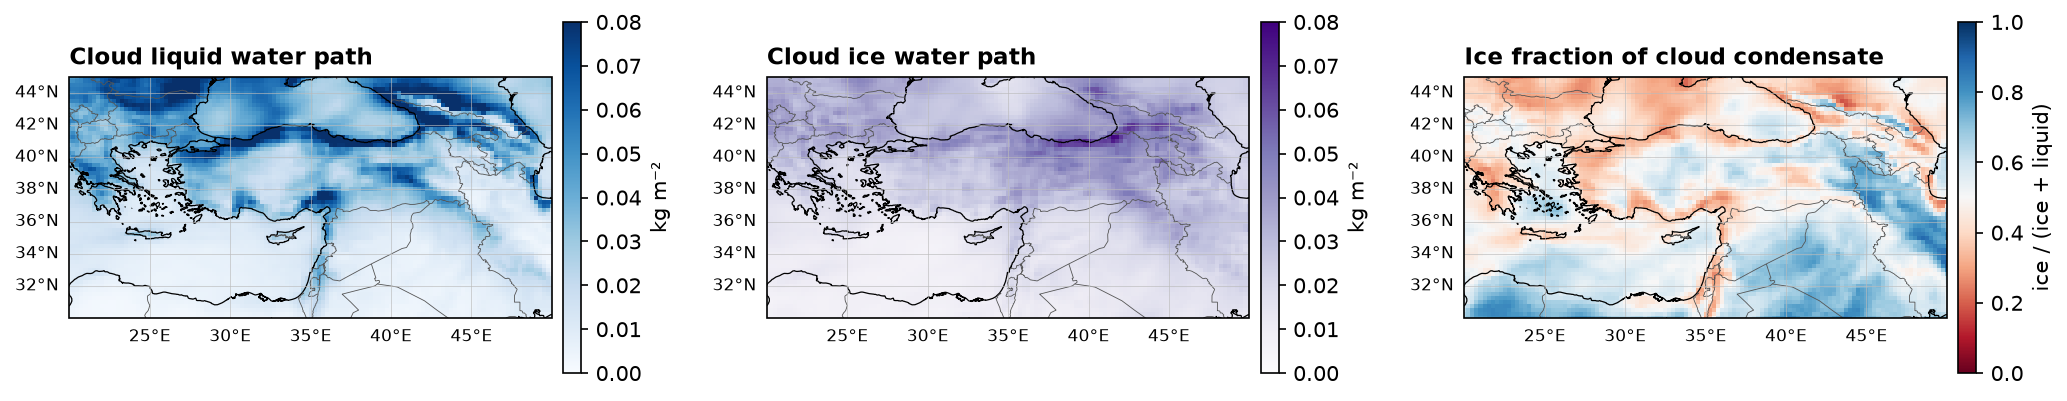 Cloud liquid water path
44°N
42°N
40°N
38°N
36°N
34°N
32°N
25°E
30°E
35°E
40°E
45°E
0.08
0.07
0.06
0.05
0.04
0.03
0.02
0.01
0.00
kg m⁻²
Cloud ice water path
44°N
42°N
40°N
38°N
36°N
34°N
32°N
25°E
30°E
35°E
40°E
45°E
0.08
0.07
0.06
0.05
0.04
0.03
0.02
0.01
0.00
kg m⁻²
Ice fraction of cloud condensate
44°N
42°N
40°N
38°N
36°N
34°N
32°N
25°E
30°E
35°E
40°E
45°E
1.0
0.8
0.6
0.4
0.2
0.0
ice / (ice + liquid)